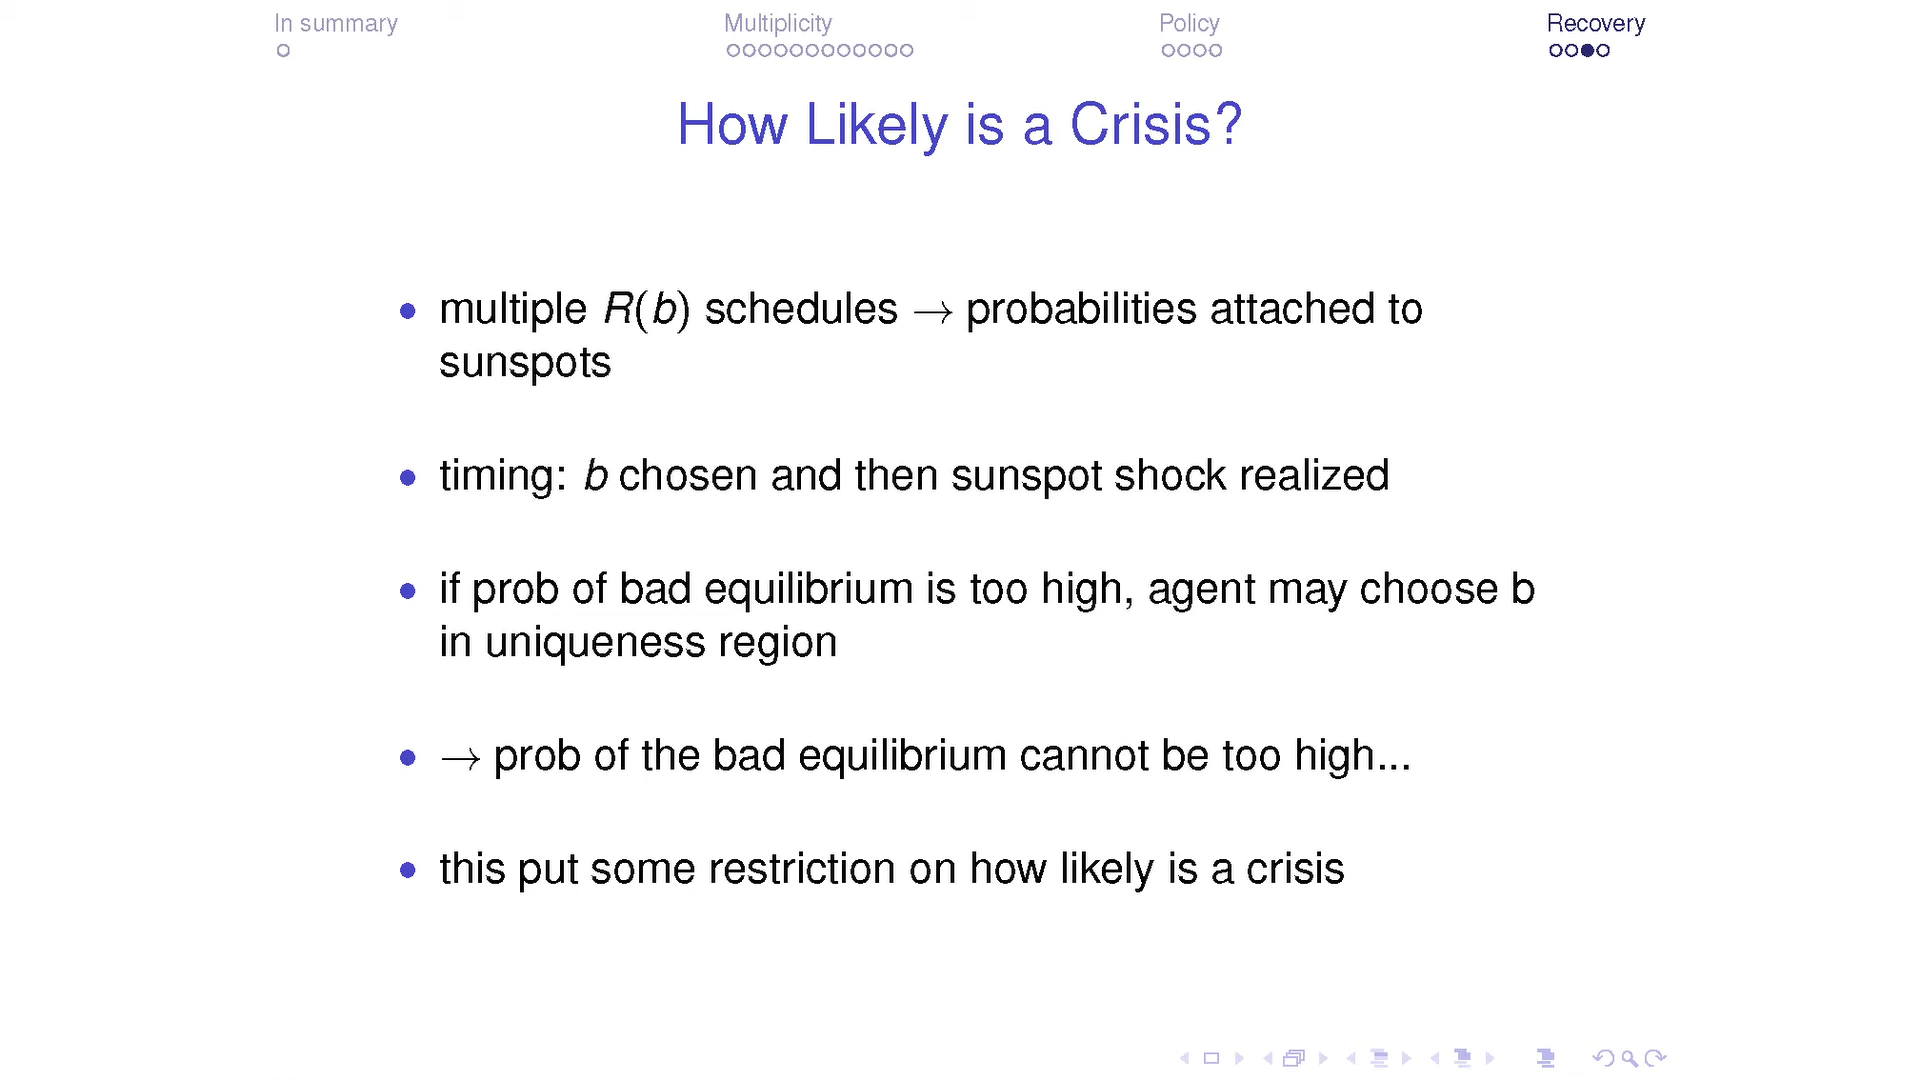 In summary
Multiplicity
Policy
Recovery
How Likely is a Crisis?
• multiple R(b) schedules → probabilities attached to
sunspots
• timing: b chosen and then sunspot shock realized
• if prob of bad equilibrium is too high, agent may choose b
in uniqueness region
• → prob of the bad equilibrium cannot be too high...
• this put some restriction on how likely is a crisis